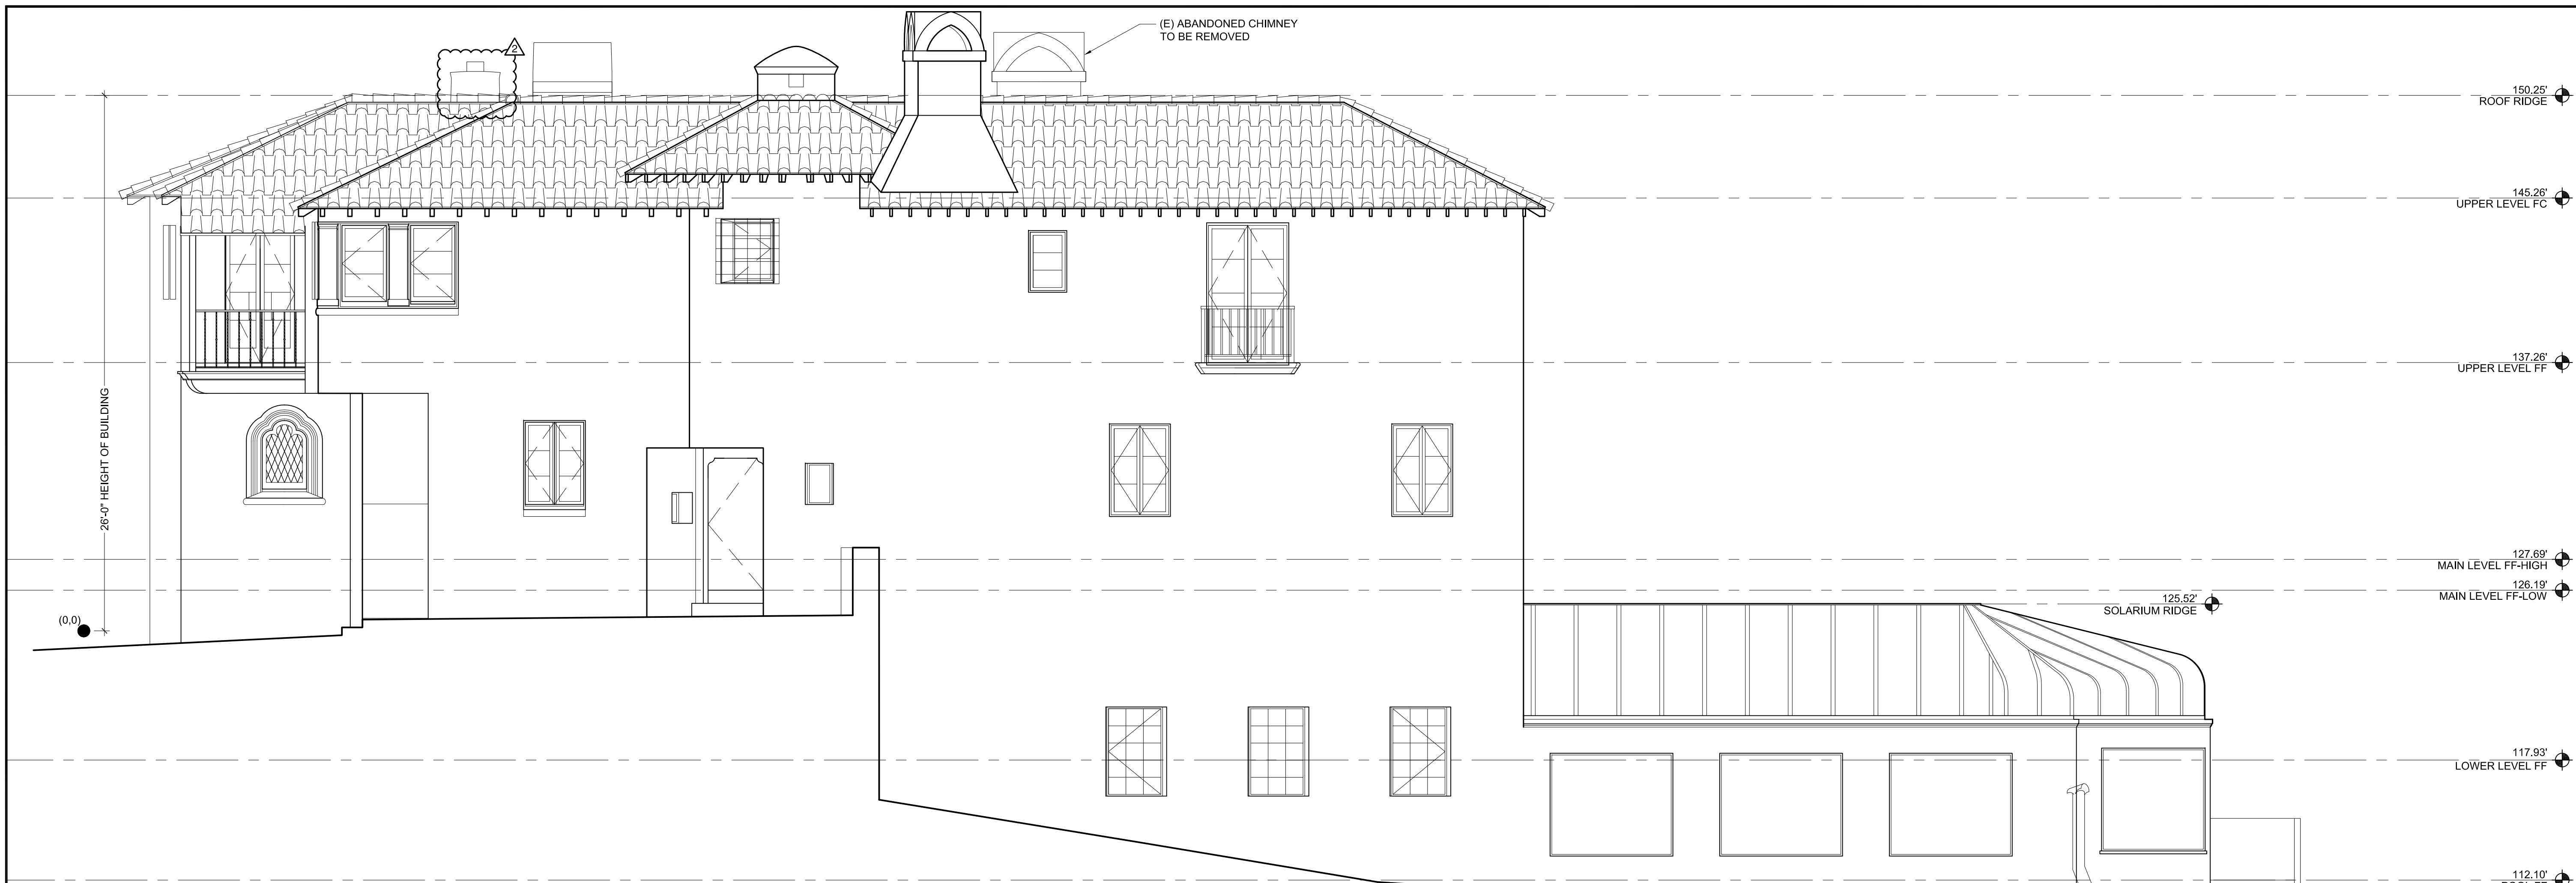 (E) ABANDONED CHIMNEY
TO BE REMOVED
2
150.25'
ROOF RIDGE
145.26'
UPPER LEVEL FC
137.26'
UPPER LEVEL FF
26'-0" HEIGHT OF BUILDING
127.69'
MAIN LEVEL FF-HIGH
126.19'
MAIN LEVEL FF-LOW
125.52'
SOLARIUM RIDGE
(0,0)
117.93'
LOWER LEVEL FF
112.10'